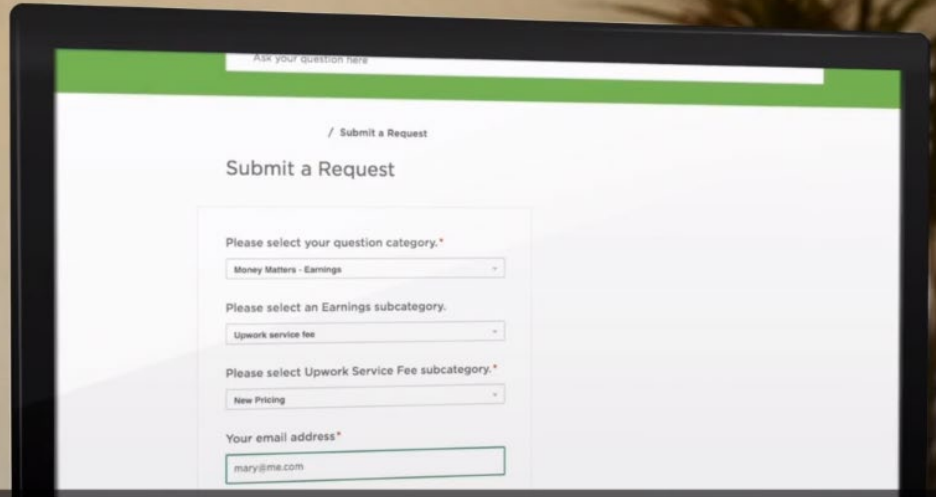 Ask your question here
/ Submit a Request
Submit a Request
Please select your question category.*
Money Matters - Earnings
Please select an Earnings subcategory.
Upwork service fee
Please select Upwork Service Fee subcategory.*
New Pricing
Your email address*
mary@me.com